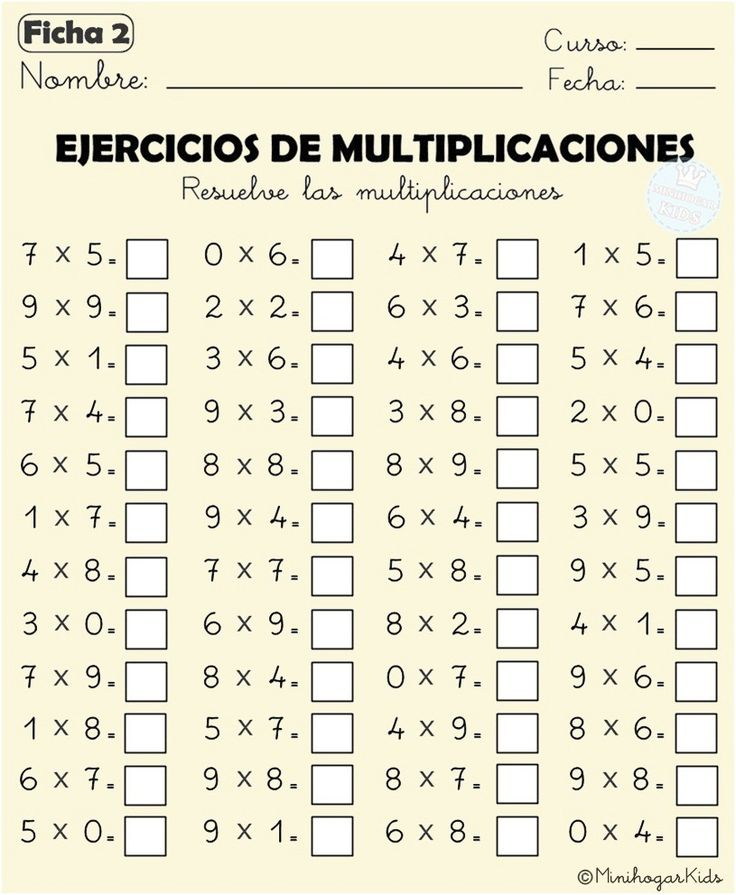 Ficha 2
Curso:
Nombre:
Fecha:
EJERCICIOS DE MULTIPLICACIONES
Resuelve las multiplicaciones
MINIHOGAR
KIDS
7 x 5= 0 x 6= 4 x 7= 1 x 5=
9 x 9= 2 x 2= 6 x 3= 7 x 6=
5 x 1= 3 x 6= 4 x 6= 5 x 4=
7 x 4= 9 x 3= 3 x 8= 2 x 0=
6 x 5= 8 x 8= 8 x 9= 5 x 5=
1 x 7= 9 x 4= 6 x 4= 3 x 9=
4 x 8= 7 x 7= 5 x 8= 9 x 5=
3 x 0= 6 x 9= 8 x 2= 4 x 1=
7 x 9= 8 x 4= 0 x 7= 9 x 6=
1 x 8= 5 x 7= 4 x 9= 8 x 6=
6 x 7= 9 x 8= 8 x 7= 9 x 8=
5 x 0= 9 x 1= 6 x 8= 0 x 4=
©MinihogarKids